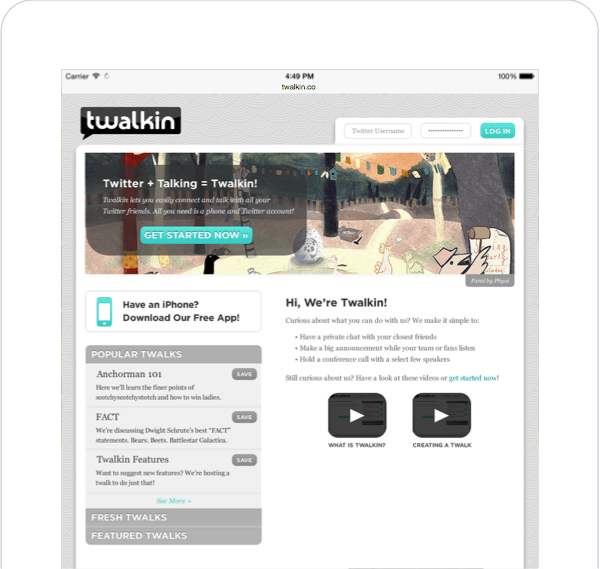 Carrier 4:49 PM 100%
twalkin.co
twalkin
Twitter Username LOG IN
Twitter + Talking = Twalkin!
Twalkin lets you easily connect and talk with all your
Twitter friends. All you need is a phone and Twitter account!
GET STARTED NOW »
Panel by Phyxi
Have an iPhone?
Download Our Free App!
Hi, We're Twalkin!
Curious about what you can do with us? We make it simple to:
• Have a private chat with your closest friends
• Make a big announcement while your team or fans listen
• Hold a conference call with a select few speakers
Still curious about us? Have a look at these videos or get started now!
WHAT IS TWALKIN? CREATING A TWALK
POPULAR TWALKS
Anchorman 101 SAVE
Here we'll learn the finer points of
scotchyscotchyscotch and how to win ladies.
FACT SAVE
We're discussing Dwight Schrute's best "FACT"
statements. Bears. Beets. Battlestar Galactica.
Twalkin Features SAVE
Want to suggest new features? We're hosting a
twalk to do just that!
See More »
FRESH TWALKS
FEATURED TWALKS